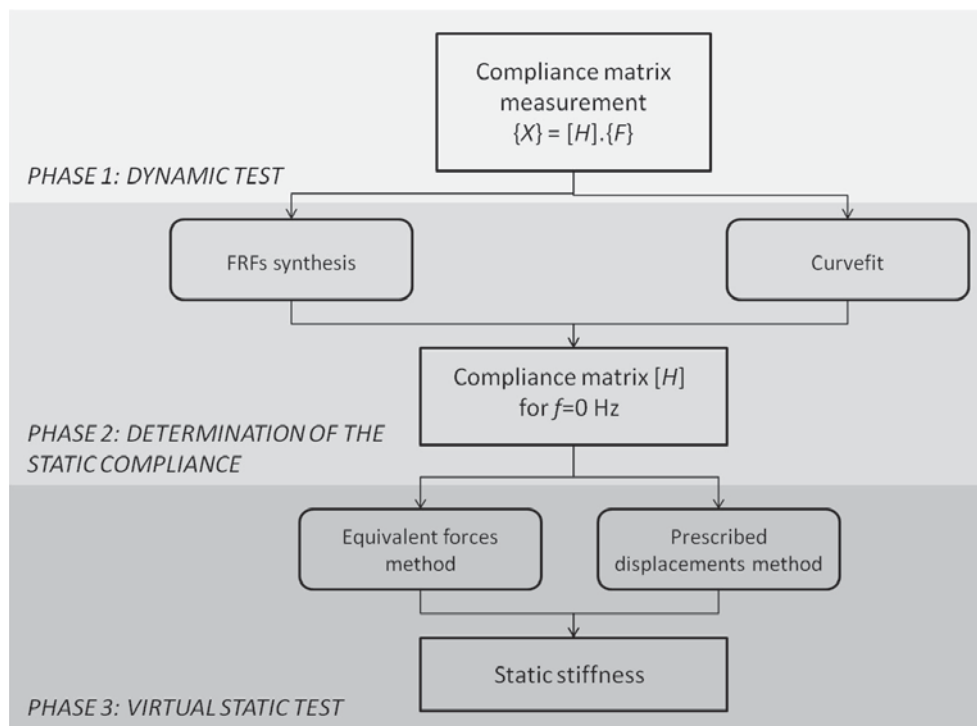 Compliance matrix
measurement
{X} = [H].{F}
PHASE 1: DYNAMIC TEST
FRFs synthesis
Curvefit
Compliance matrix [H]
for f=0 Hz
PHASE 2: DETERMINATION OF THE
STATIC COMPLIANCE
Equivalent forces
method
Prescribed
displacements method
Static stiffness
PHASE 3: VIRTUAL STATIC TEST